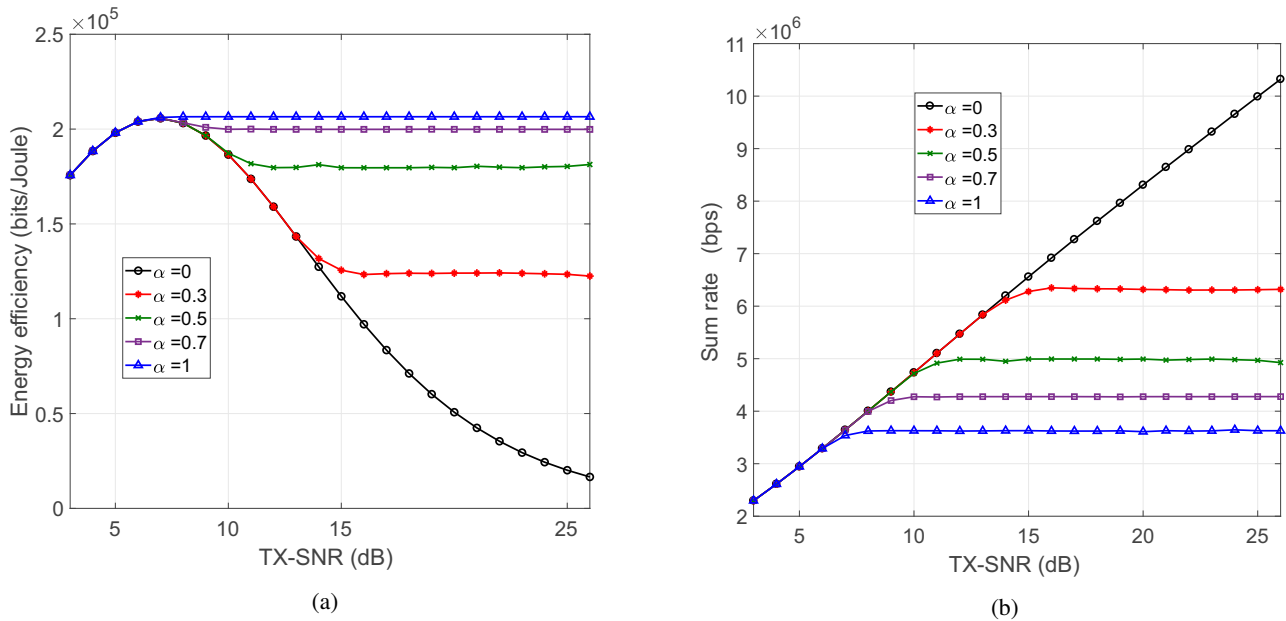 ×10^5
2.5
2
1.5
1
0.5
0
5
10
15
25
Energy efficiency (bits/Joule)
TX-SNR (dB)
α =0
α =0.3
α =0.5
α =0.7
α =1
(a)
×10^6
11
10
9
8
7
6
5
4
3
2
5
10
15
20
25
Sum rate (bps)
TX-SNR (dB)
α =0
α =0.3
α =0.5
α =0.7
α =1
(b)